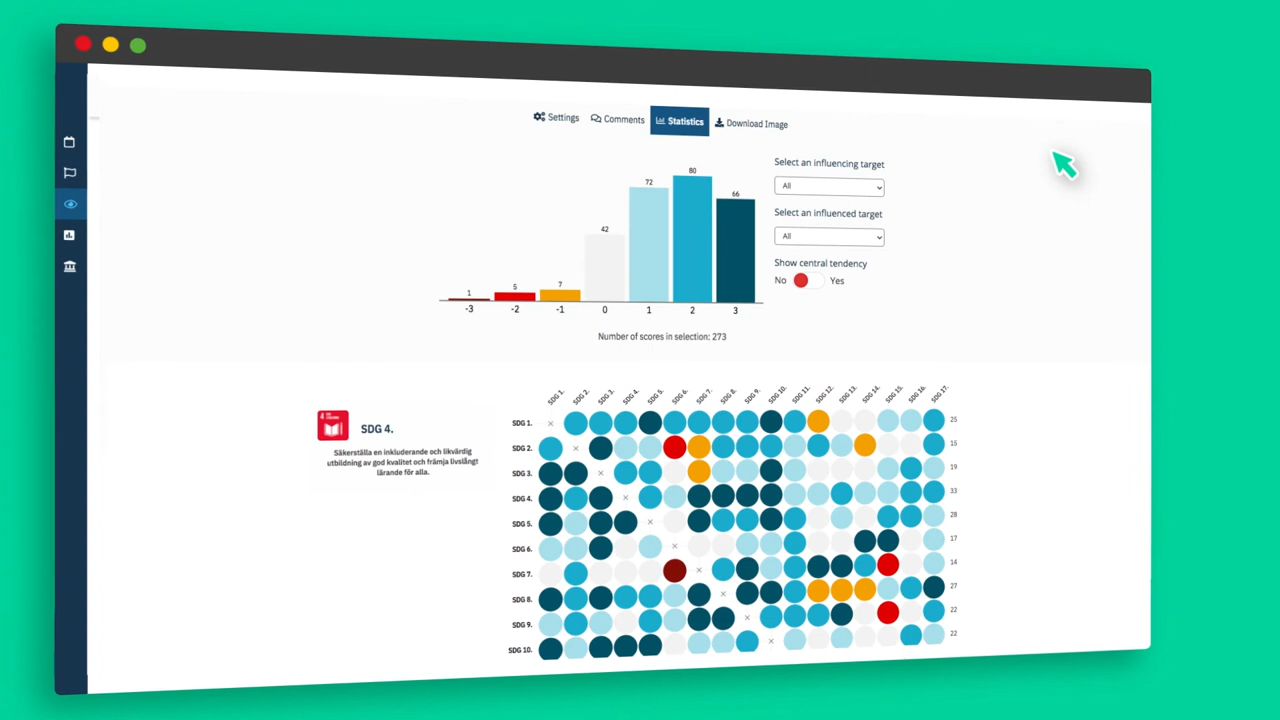 Settings
Comments
Statistics
Download Image
Select an influencing target
All
Select an influenced target
All
Show central tendency
No
Yes
1
5
7
42
72
80
66
-3
-2
-1
0
1
2
3
Number of scores in selection: 273
SDG 4.
Säkerställa en inkluderande och likvärdig
utbildning av god kvalitet och främja livslångt
lärande för alla.
SDG 1. SDG 2. SDG 3. SDG 4. SDG 5. SDG 6. SDG 7. SDG 8. SDG 9. SDG 10. SDG 11. SDG 12. SDG 13. SDG 14. SDG 15. SDG 16. SDG 17.
SDG 1. 25
SDG 2. 15
SDG 3. 19
SDG 4. 33
SDG 5. 28
SDG 6. 17
SDG 7. 14
SDG 8. 27
SDG 9. 22
SDG 10. 22